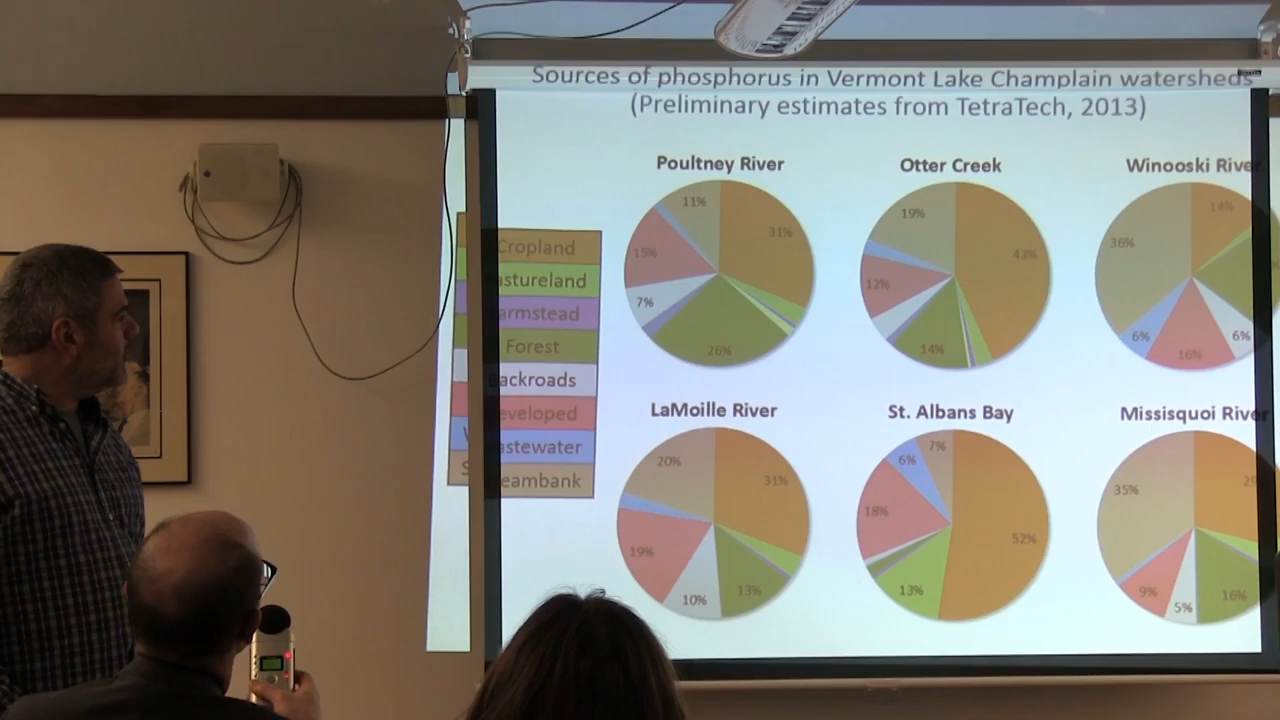 Sources of phosphorus in Vermont Lake Champlain watersheds
(Preliminary estimates from TetraTech, 2013)
Poultney River
11%
31%
15%
7%
26%
Otter Creek
19%
43%
12%
14%
Winooski River
14%
36%
6%
16%
6%
Cropland
astureland
armstead
Forest
ackroads
eveloped
W astewater
S eambank
LaMoille River
20%
31%
19%
10%
13%
St. Albans Bay
7%
6%
18%
52%
13%
Missisquoi River
29
35%
9%
5%
16%